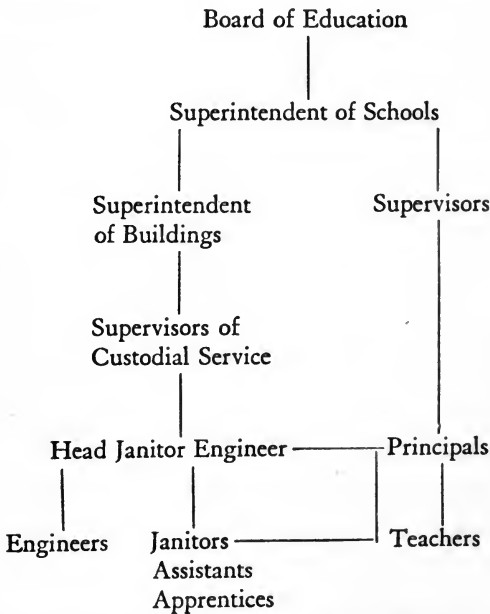 Board of Education
Superintendent of Schools
Superintendent
of Buildings
Supervisors
Supervisors of
Custodial Service
Head Janitor Engineer
Principals
Engineers
Janitors
Assistants
Apprentices
Teachers